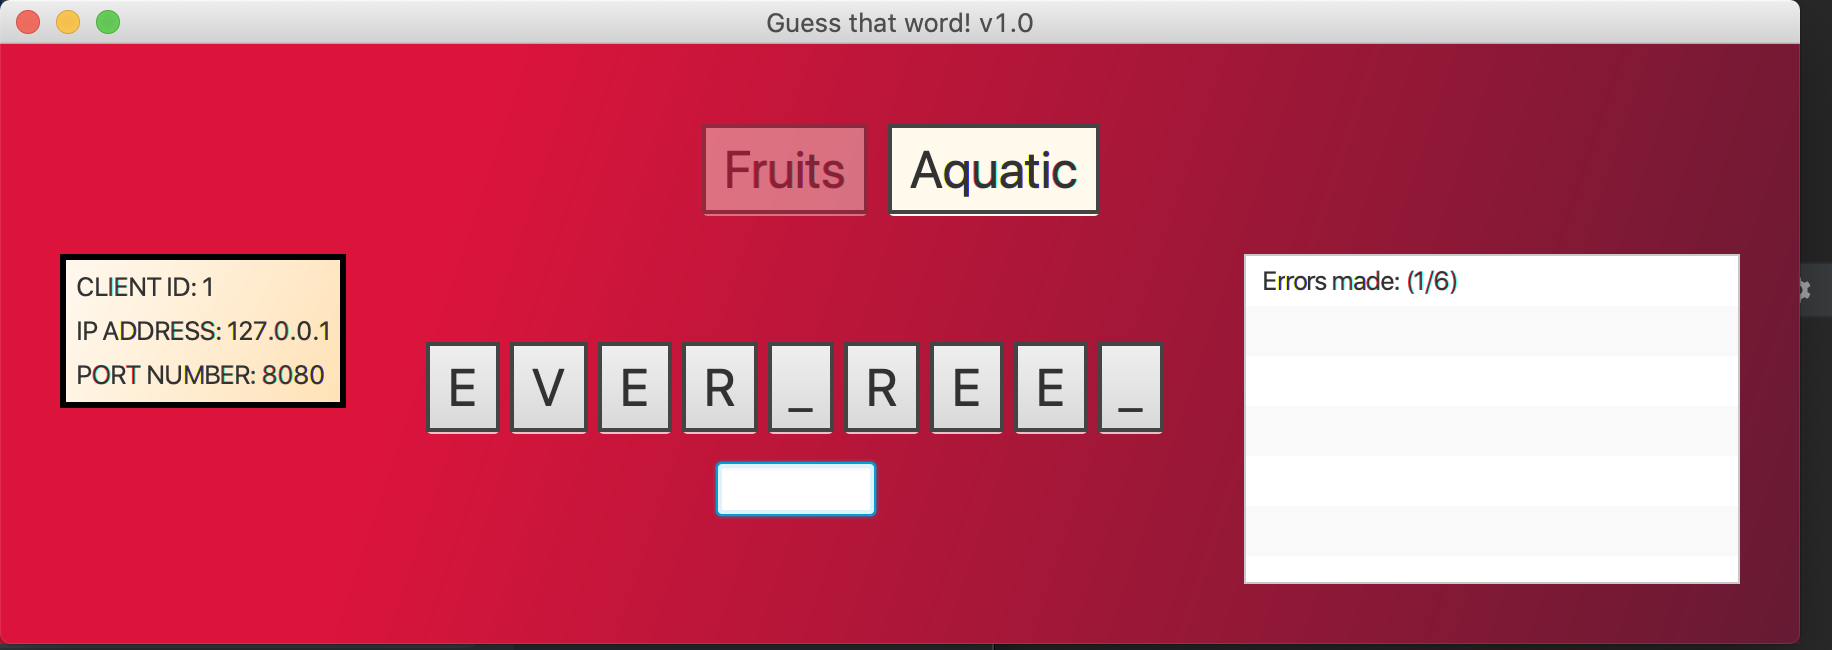 Guess that word! v1.0
Fruits Aquatic
CLIENT ID: 1
IP ADDRESS: 127.0.0.1
PORT NUMBER: 8080
E V E R _ R E E _
Errors made: (1/6)